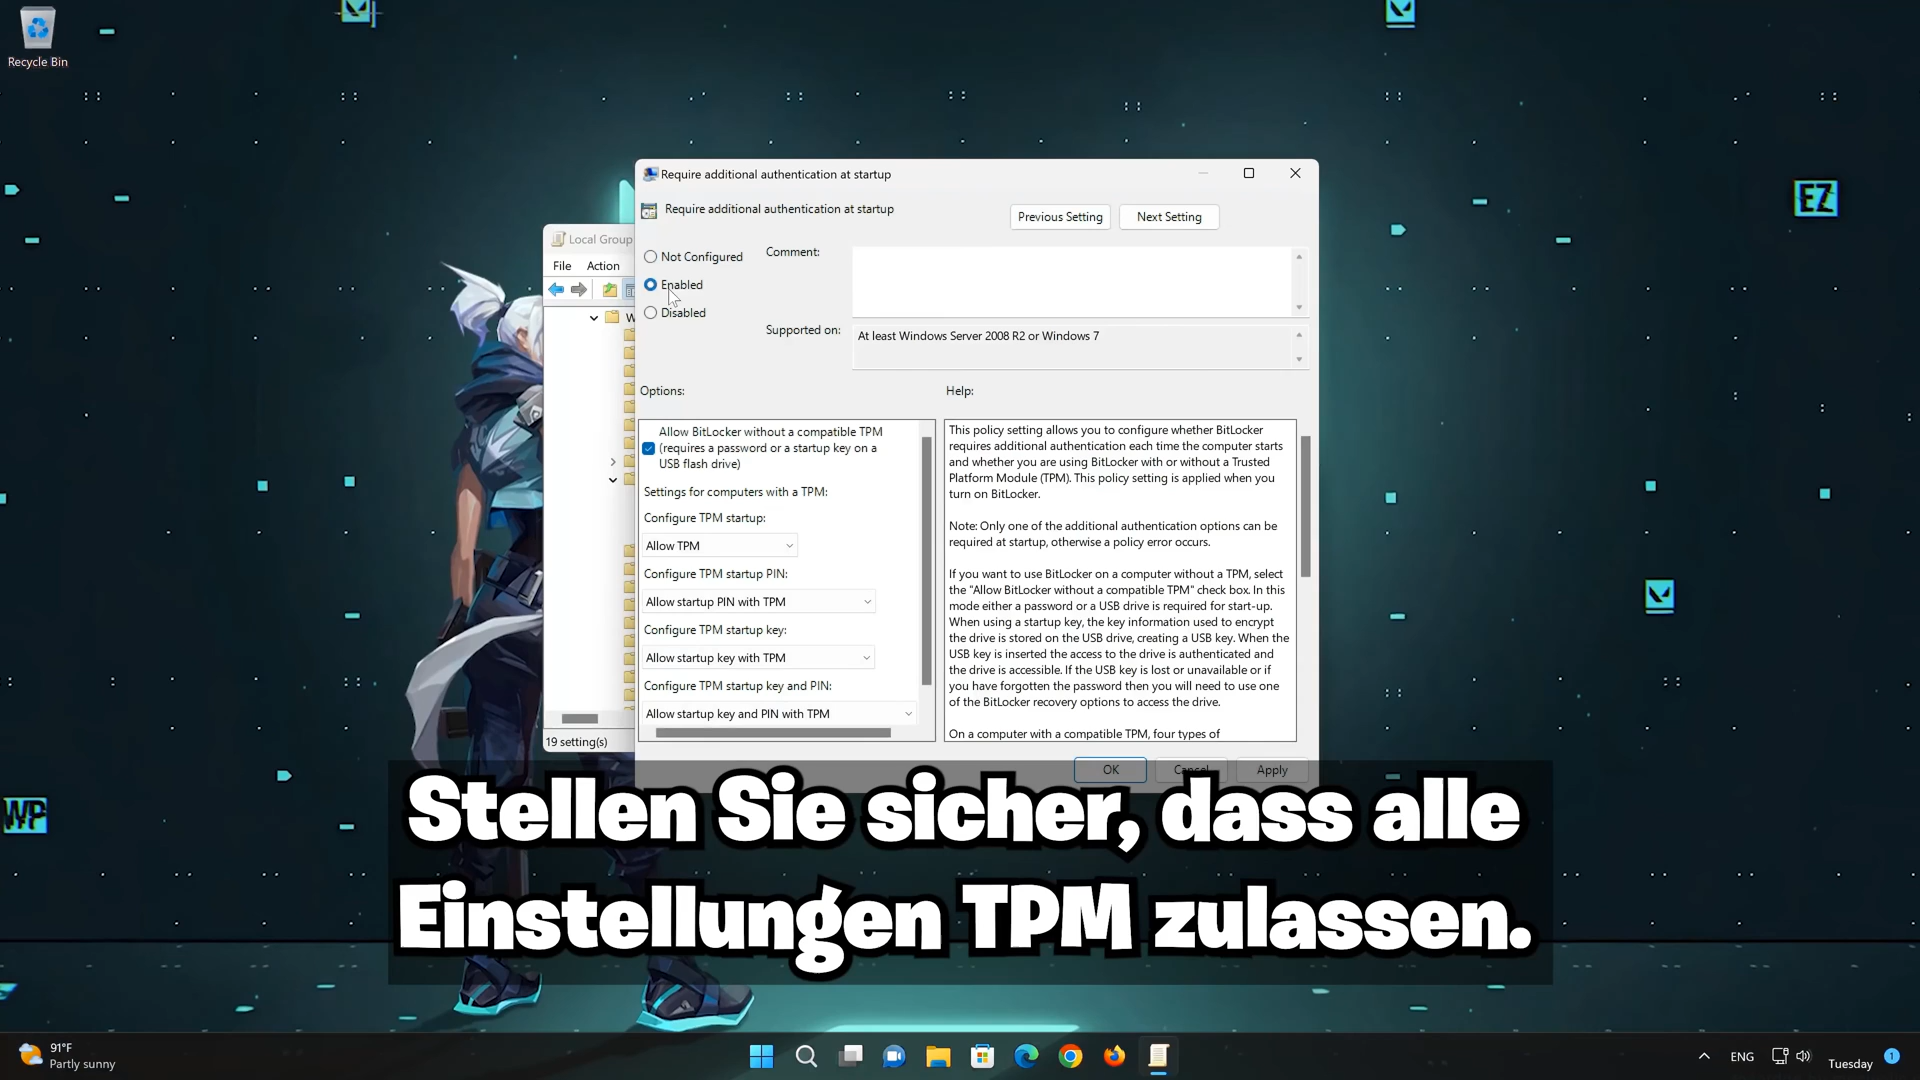 Recycle Bin
EZ
WP
Require additional authentication at startup
Require additional authentication at startup
Previous Setting
Next Setting
Local Group
File
Action
Not Configured
Enabled
Disabled
Comment:
Supported on:
At least Windows Server 2008 R2 or Windows 7
Options:
Help:
Allow BitLocker without a compatible TPM
(requires a password or a startup key on a
USB flash drive)
Settings for computers with a TPM:
Configure TPM startup:
Allow TPM
Configure TPM startup PIN:
Allow startup PIN with TPM
Configure TPM startup key:
Allow startup key with TPM
Configure TPM startup key and PIN:
Allow startup key and PIN with TPM
This policy setting allows you to configure whether BitLocker
requires additional authentication each time the computer starts
and whether you are using BitLocker with or without a Trusted
Platform Module (TPM). This policy setting is applied when you
turn on BitLocker.
Note: Only one of the additional authentication options can be
required at startup, otherwise a policy error occurs.
If you want to use BitLocker on a computer without a TPM, select
the “Allow BitLocker without a compatible TPM” check box. In this
mode either a password or a USB drive is required for start-up.
When using a startup key, the key information used to encrypt
the drive is stored on the USB drive, creating a USB key. When the
USB key is inserted the access to the drive is authenticated and
the drive is accessible. If the USB key is lost or unavailable or if
you have forgotten the password then you will need to use one
of the BitLocker recovery options to access the drive.
On a computer with a compatible TPM, four types of
19 setting(s)
OK
Cancel
Apply
Stellen Sie sicher, dass alle
Einstellungen TPM zulassen.
91°F
Partly sunny
ENG
Tuesday
1